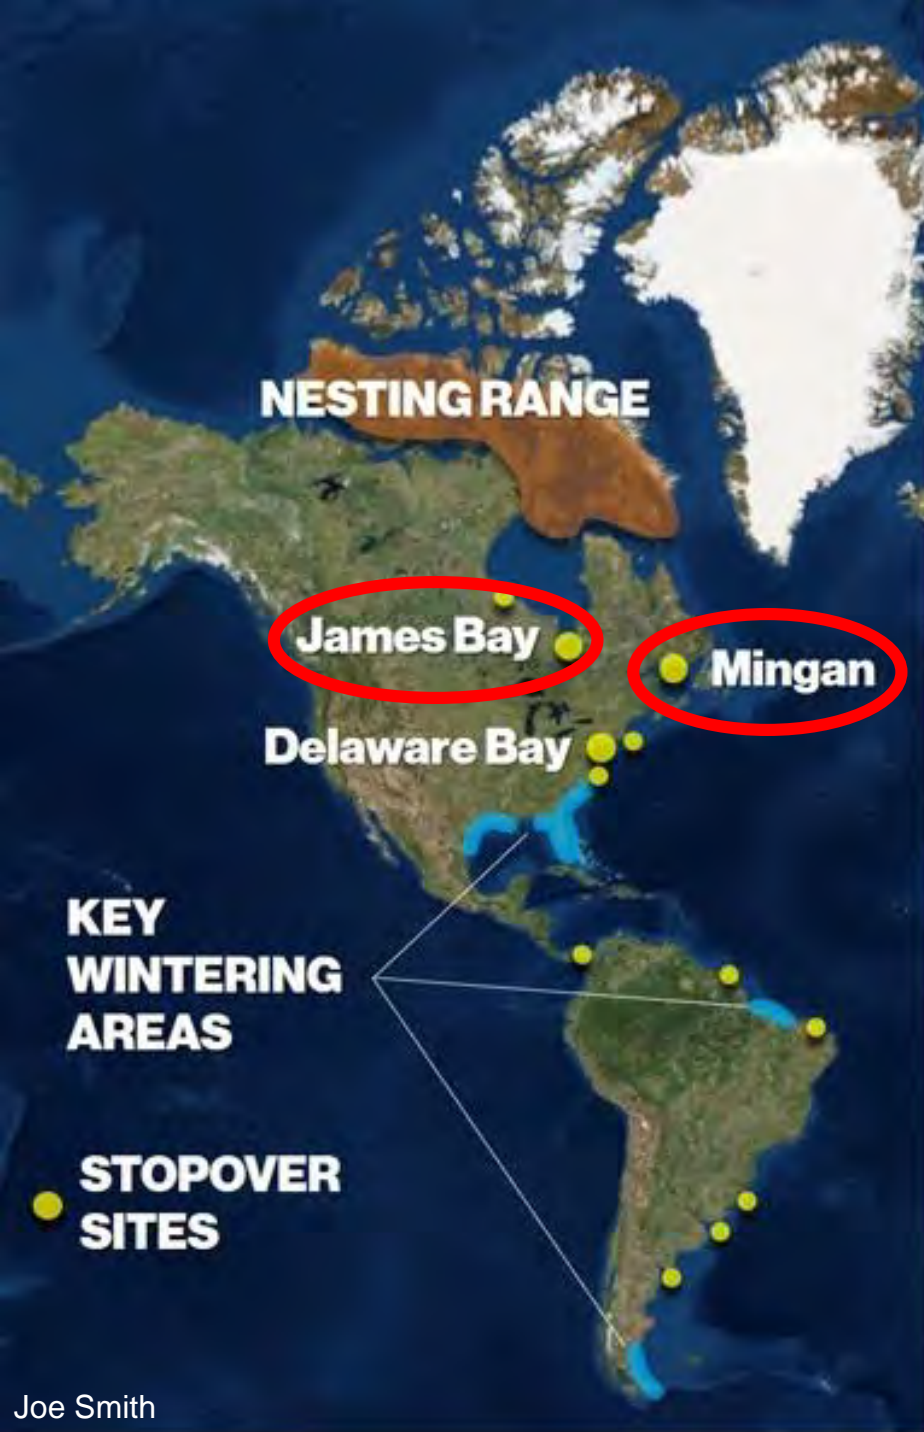 NESTING RANGE
James Bay
Mingan
Delaware Bay
KEY
WINTERING
AREAS
STOPOVER
SITES
Joe Smith